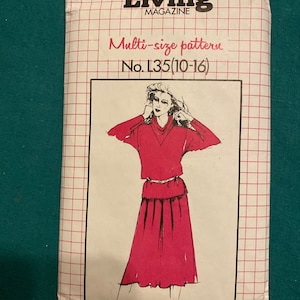 Living
MAGAZINE
Multi-size pattern
No. L35(10-16)